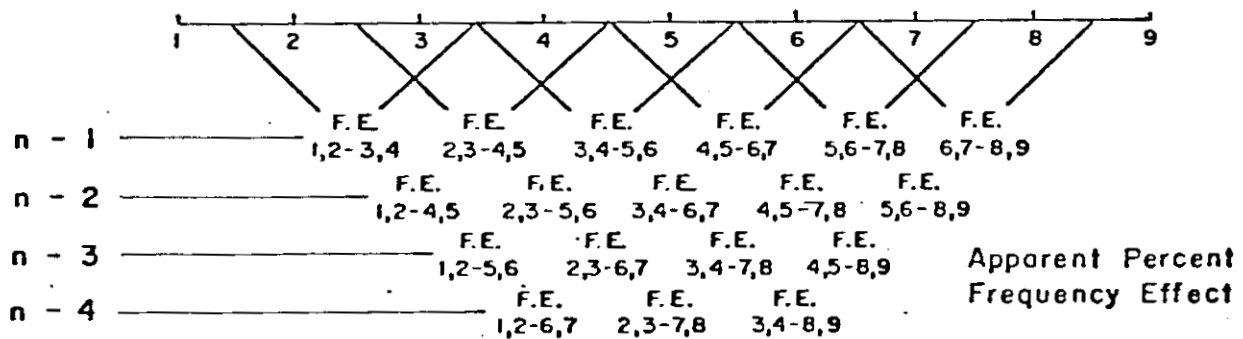 1 2 3 4 5 6 7 8 9
F.E. F.E. F.E. F.E. F.E. F.E.
n - 1 1,2-3,4 2,3-4,5 3,4-5,6 4,5-6,7 5,6-7,8 6,7-8,9
F.E. F.E. F.E. F.E. F.E.
n - 2 1,2-4,5 2,3-5,6 3,4-6,7 4,5-7,8 5,6-8,9
F.E. F.E. F.E. F.E.
n - 3 1,2-5,6 2,3-6,7 3,4-7,8 4,5-8,9
Apparent Percent
Frequency Effect
F.E. F.E. F.E.
n - 4 1,2-6,7 2,3-7,8 3,4-8,9